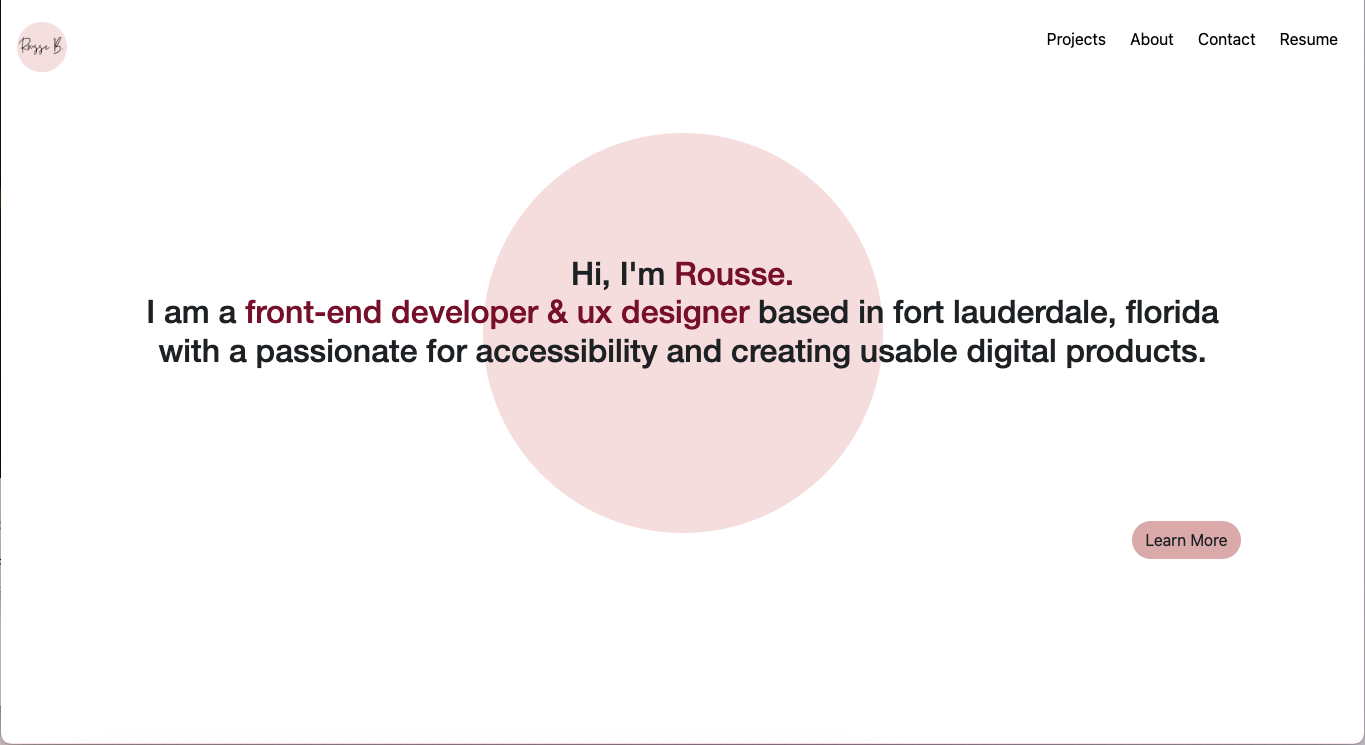 Rousse B.
Projects About Contact Resume
Hi, I'm Rousse.
I am a front-end developer & ux designer based in fort lauderdale, florida
with a passionate for accessibility and creating usable digital products.
Learn More